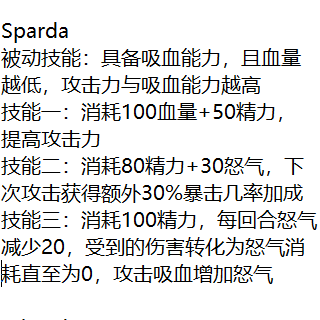 Sparda
被动技能：具备吸血能力，且血量
越低，攻击力与吸血能力越高
技能一：消耗100血量+50精力，
提高攻击力
技能二：消耗80精力+30怒气，下
次攻击获得额外30%暴击几率加成
技能三：消耗100精力，每回合怒气
减少20，受到的伤害转化为怒气消
耗直至为0，攻击吸血增加怒气